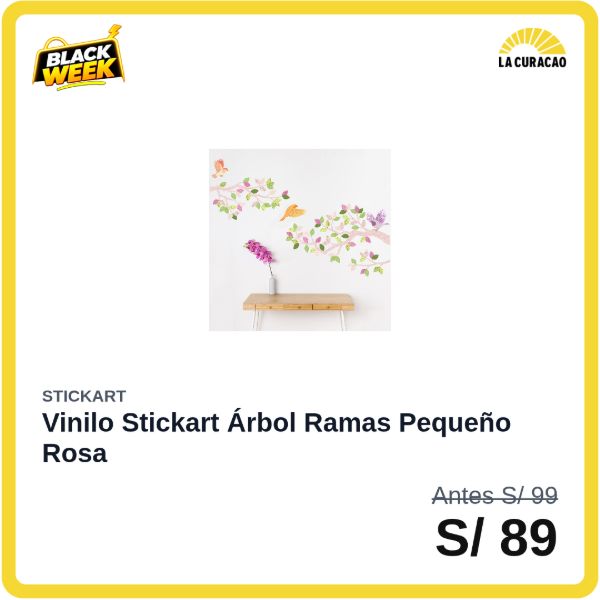 BLACK
WEEK
LA CURACAO
STICKART
Vinilo Stickart Árbol Ramas Pequeño
Rosa
Antes S/ 99
S/ 89